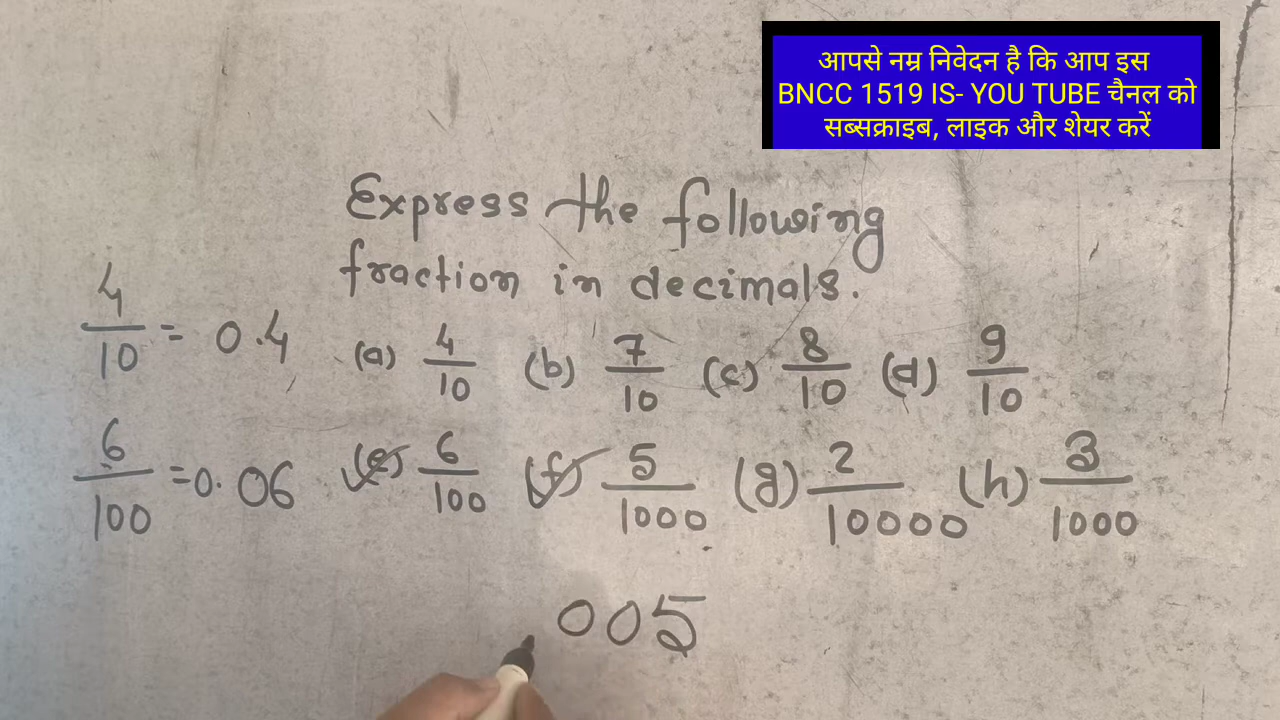 आपसे नम्र निवेदन है कि आप इस
BNCC 1519 IS- YOU TUBE चैनल को
सब्सक्राइब, लाइक और शेयर करें
Express the following
fraction in decimals.
4/10 = 0.4
(a) 4/10 (b) 7/10 (c) 8/10 (d) 9/10
6/100 = 0.06
(e) 6/100 (f) 5/1000 (g) 2/10000 (h) 3/1000
005